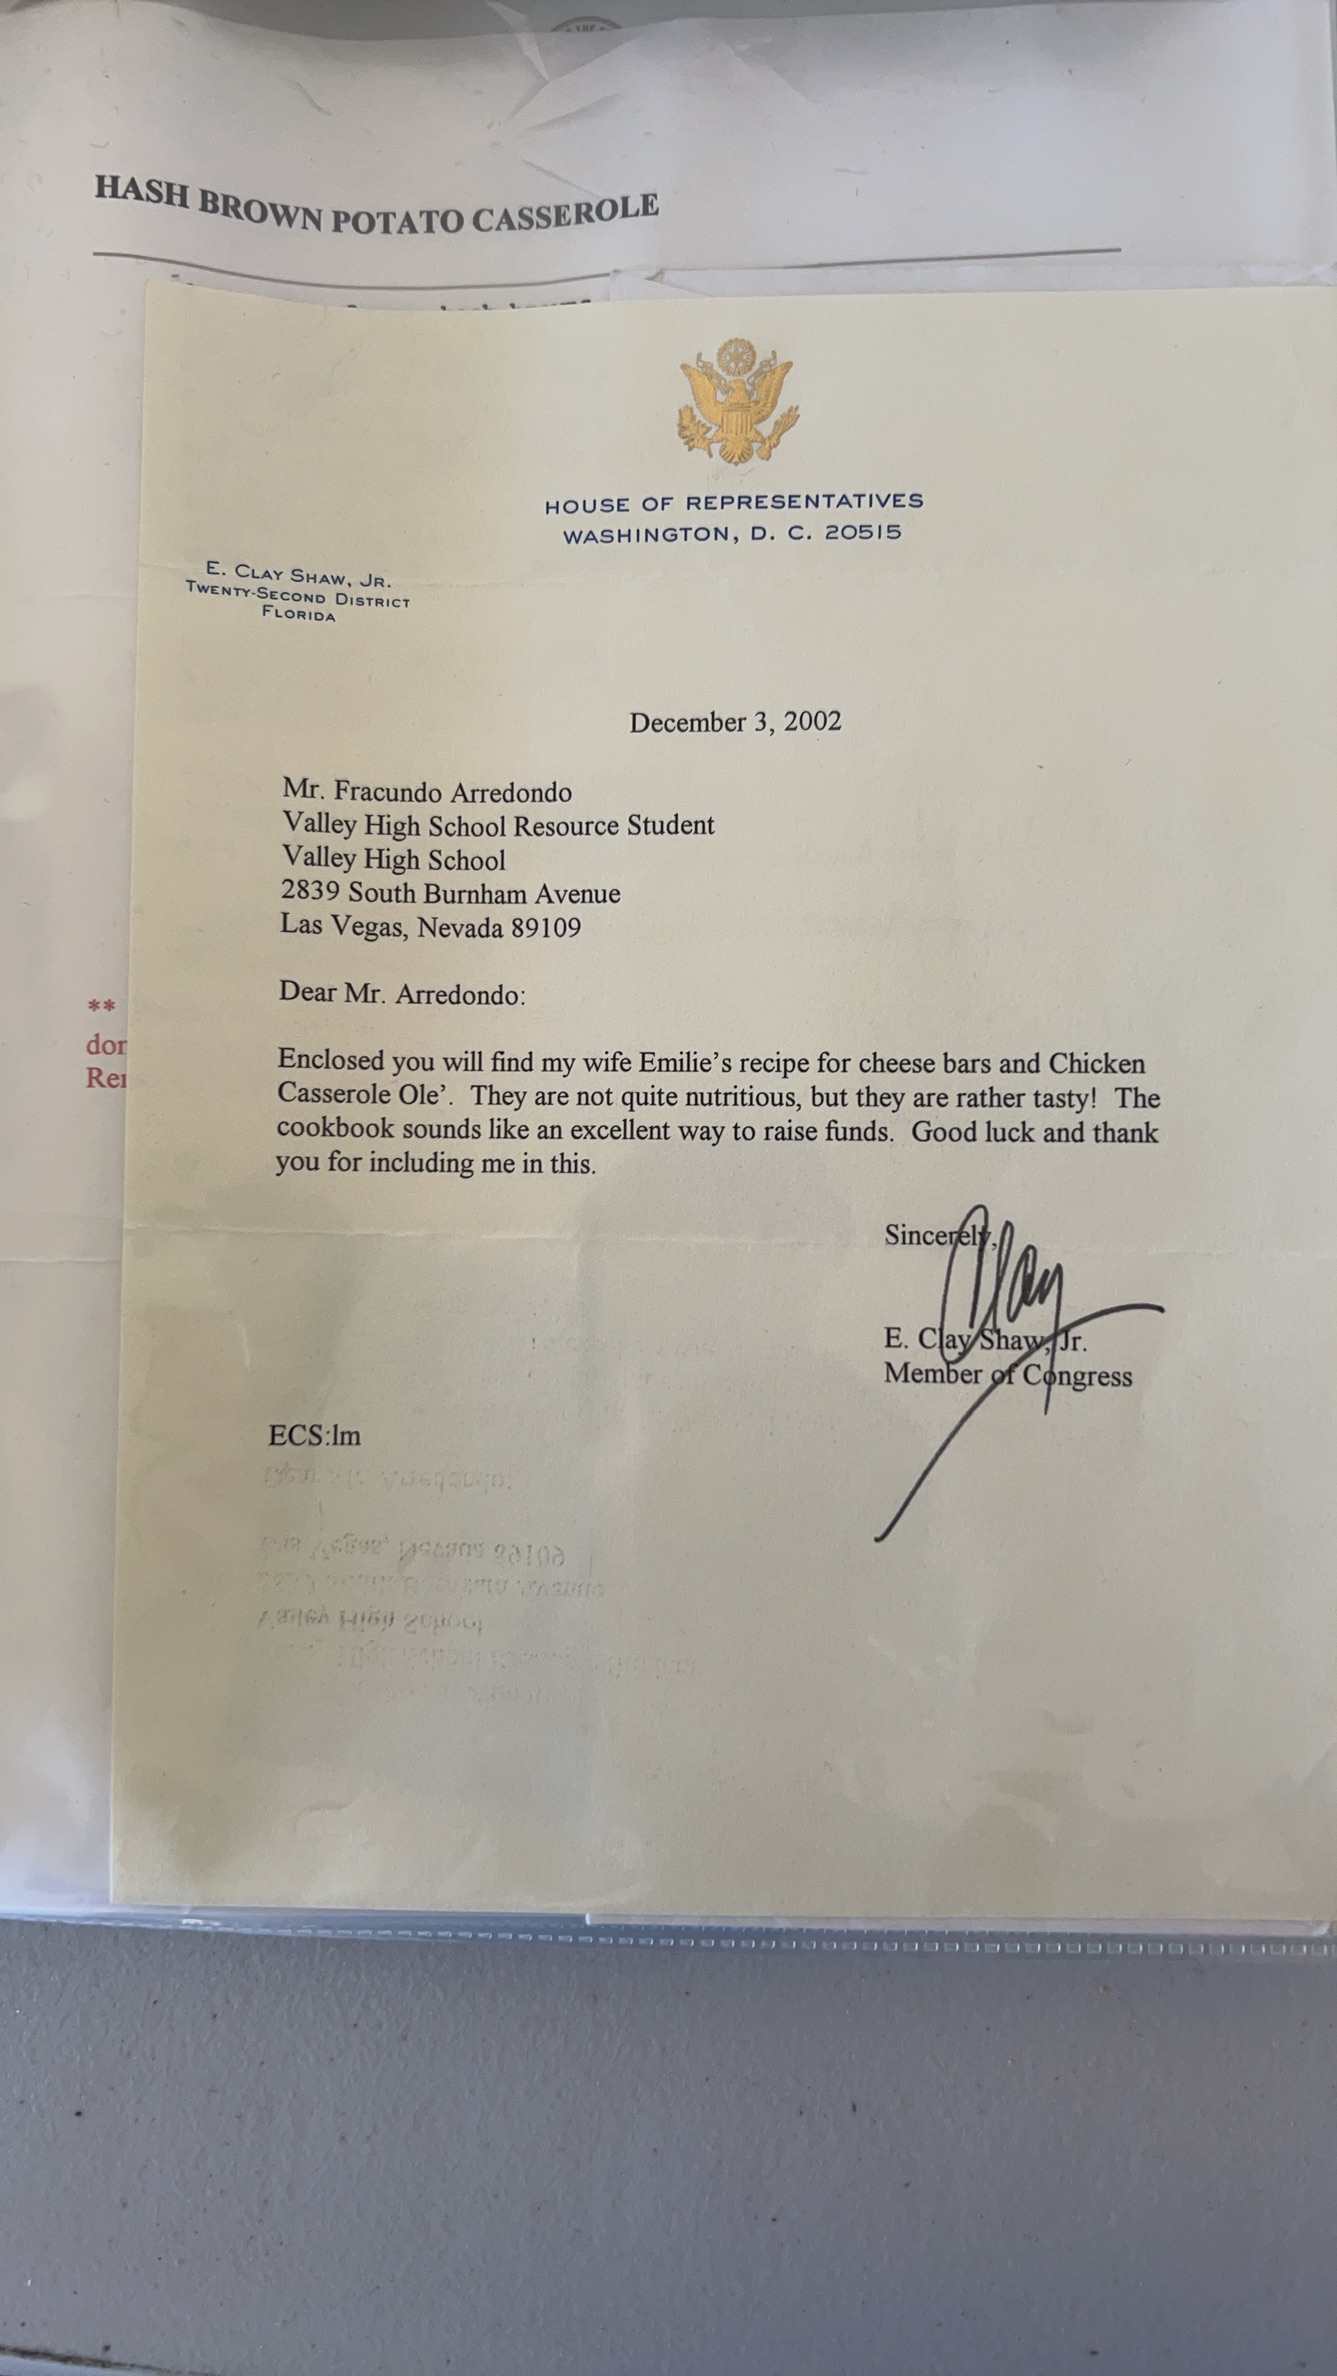 THE
HASH BROWN POTATO CASSEROLE
HOUSE OF REPRESENTATIVES
WASHINGTON, D. C. 20515
E. CLAY SHAW, JR.
TWENTY-SECOND DISTRICT
FLORIDA
December 3, 2002
Mr. Fracundo Arredondo
Valley High School Resource Student
Valley High School
2839 South Burnham Avenue
Las Vegas, Nevada 89109
Dear Mr. Arredondo:
**
Enclosed you will find my wife Emilie's recipe for cheese bars and Chicken
Casserole Ole'.  They are not quite nutritious, but they are rather tasty!  The
cookbook sounds like an excellent way to raise funds.  Good luck and thank
you for including me in this.
Sincerely,
Clay
E. Clay Shaw, Jr.
Member of Congress
ECS:lm